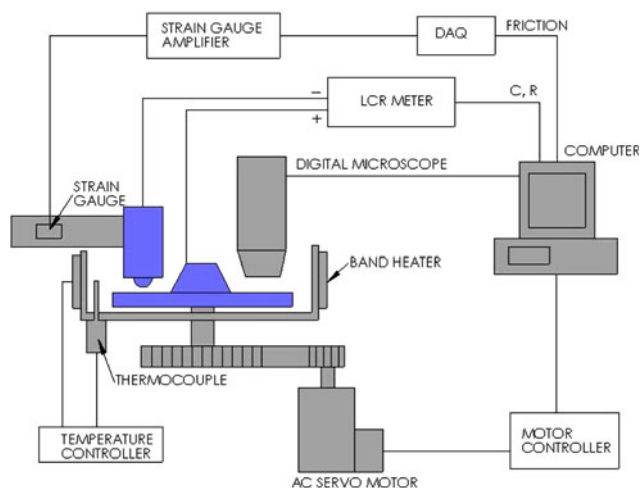 STRAIN GAUGE
AMPLIFIER
DAQ
FRICTION
LCR METER
−
+
C, R
COMPUTER
DIGITAL MICROSCOPE
STRAIN
GAUGE
BAND HEATER
THERMOCOUPLE
TEMPERATURE
CONTROLLER
MOTOR
CONTROLLER
AC SERVO MOTOR